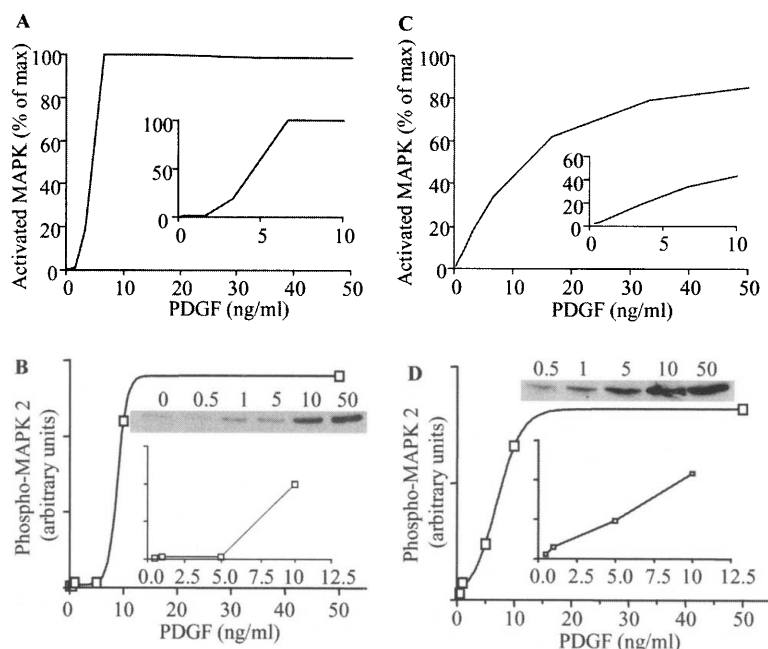 A
Activated MAPK (% of max)
100
80
60
40
20
0
0 10 20 30 40 50
PDGF (ng/ml)
100
50
0
0 5 10
C
Activated MAPK (% of max)
100
80
60
40
20
0
0 10 20 30 40 50
PDGF (ng/ml)
60
40
20
0
0 5 10
B
Phospho-MAPK 2
(arbitrary units)
0 0.5 1 5 10 50
0.0 2.5 5.0 7.5 10 12.5
0 10 20 30 40 50
PDGF (ng/ml)
D
Phospho-MAPK 2
(arbitrary units)
0.5 1 5 10 50
0.0 2.5 5.0 7.5 10 12.5
0 10 20 30 40 50
PDGF (ng/ml)